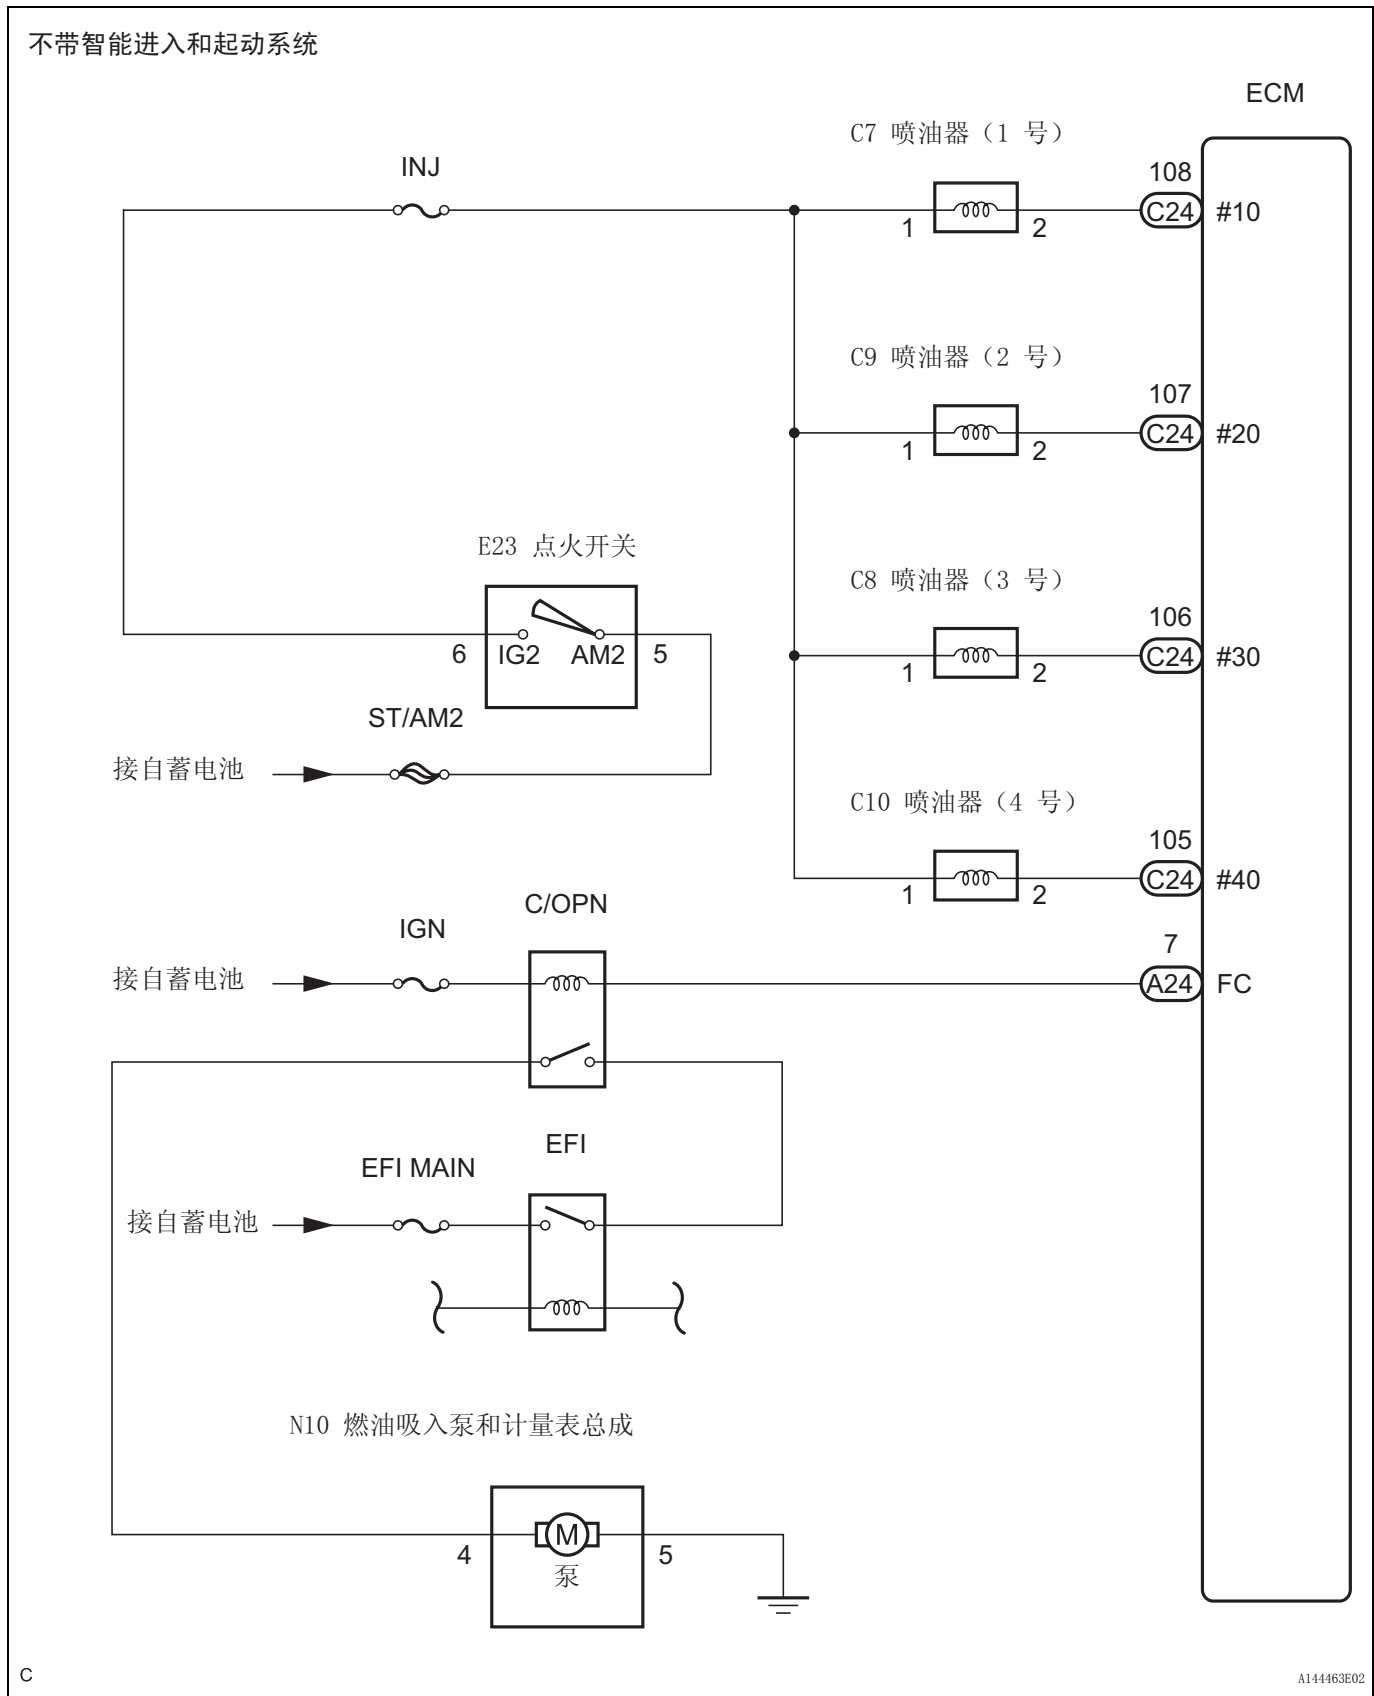 不带智能进入和起动系统
ECM
C7 喷油器（1 号）
INJ
108
C24 #10
1 2
C9 喷油器（2 号）
107
C24 #20
1 2
E23 点火开关
C8 喷油器（3 号）
106
6 IG2 AM2 5
C24 #30
1 2
ST/AM2
接自蓄电池
C10 喷油器（4 号）
105
C24 #40
1 2
C/OPN
IGN
7
接自蓄电池
A24 FC
EFI
EFI MAIN
接自蓄电池
N10 燃油吸入泵和计量表总成
M
4 5
泵
C
A144463E02